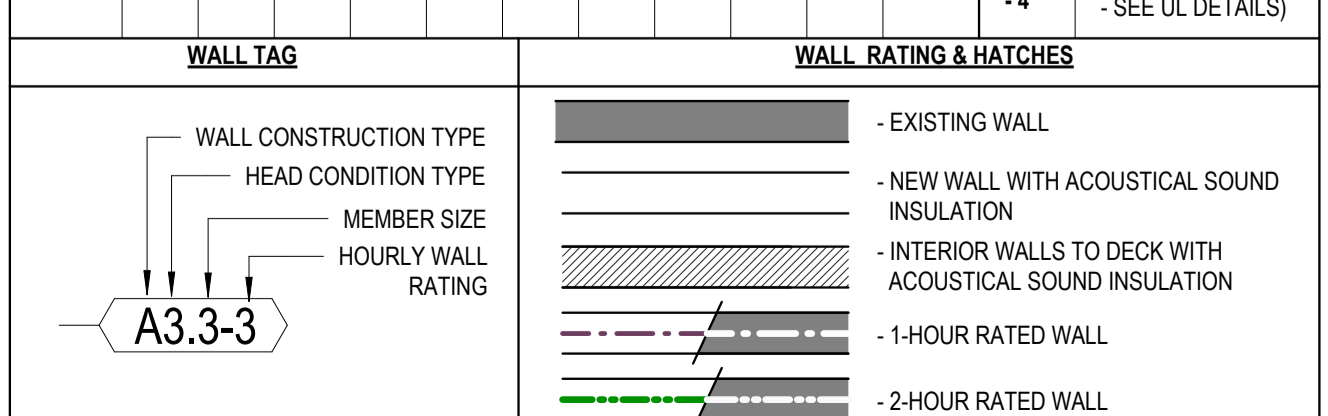 - 4
- SEE UL DETAILS)
WALL TAG
WALL RATING & HATCHES
WALL CONSTRUCTION TYPE
HEAD CONDITION TYPE
MEMBER SIZE
HOURLY WALL
RATING
A3.3-3
- EXISTING WALL
- NEW WALL WITH ACOUSTICAL SOUND
INSULATION
- INTERIOR WALLS TO DECK WITH
ACOUSTICAL SOUND INSULATION
- 1-HOUR RATED WALL
- 2-HOUR RATED WALL